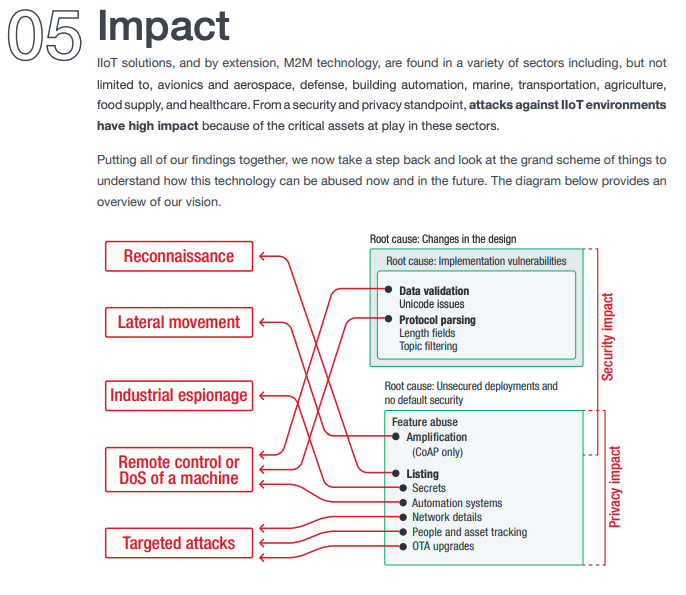 05 Impact
IIoT solutions, and by extension, M2M technology, are found in a variety of sectors including, but not
limited to, avionics and aerospace, defense, building automation, marine, transportation, agriculture,
food supply, and healthcare. From a security and privacy standpoint, attacks against IIoT environments
have high impact because of the critical assets at play in these sectors.
Putting all of our findings together, we now take a step back and look at the grand scheme of things to
understand how this technology can be abused now and in the future. The diagram below provides an
overview of our vision.
Reconnaissance
Lateral movement
Industrial espionage
Remote control or
DoS of a machine
Targeted attacks
Root cause: Changes in the design
Root cause: Implementation vulnerabilities
Data validation
Unicode issues
Protocol parsing
Length fields
Topic filtering
Root cause: Unsecured deployments and
no default security
Feature abuse
Amplification
(CoAP only)
Listing
Secrets
Automation systems
Network details
People and asset tracking
OTA upgrades
Security impact
Privacy impact